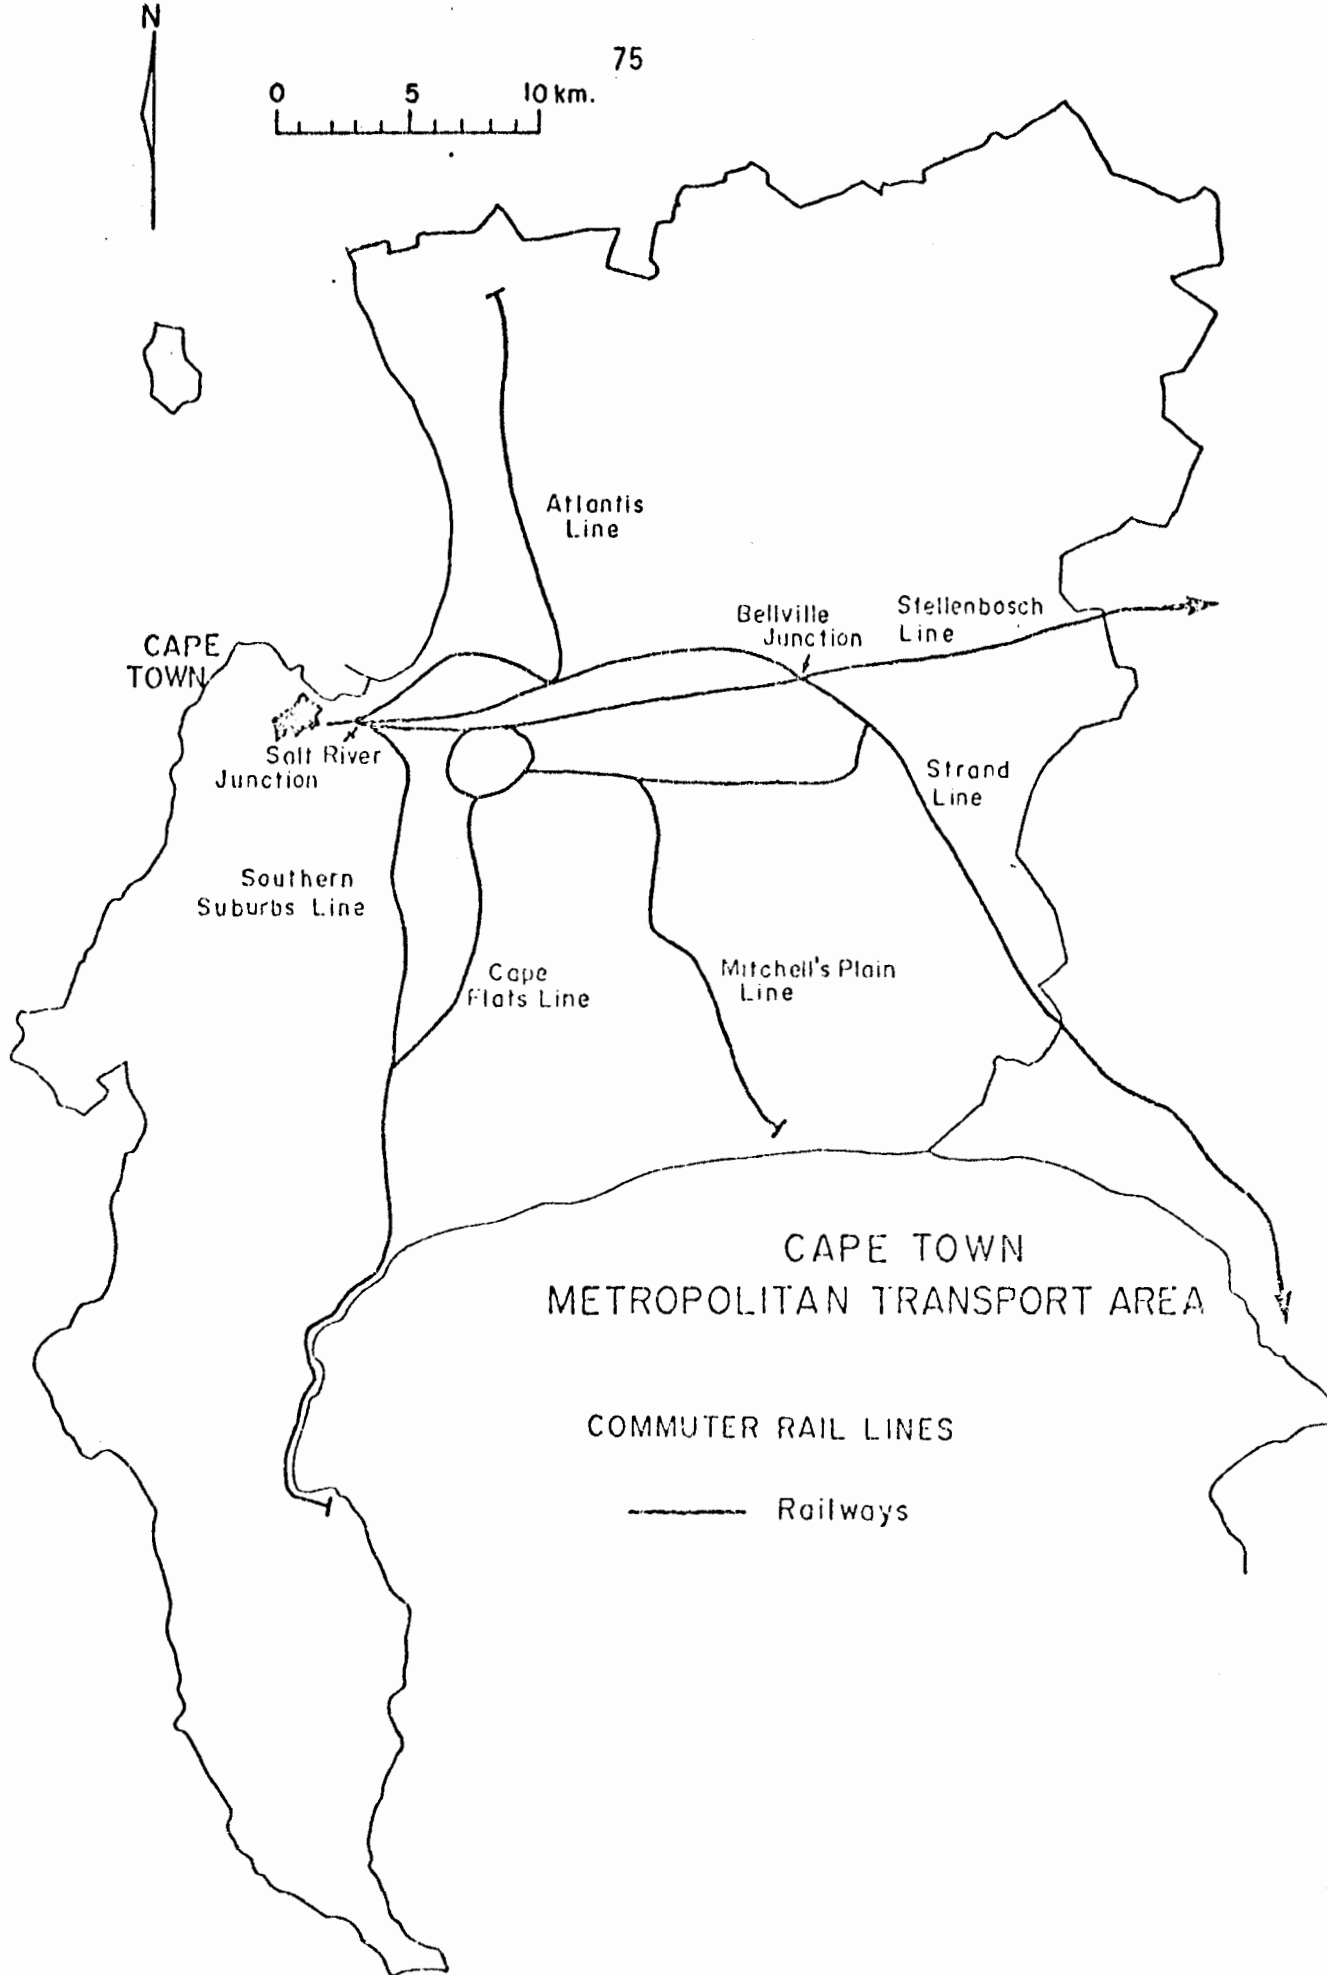 N
75
0 5 10 km.
Atlantis
Line
Bellville
Junction
Stellenbosch
Line
CAPE
TOWN
Salt River
Junction
Strand
Line
Southern
Suburbs Line
Cape
Flats Line
Mitchell's Plain
Line
CAPE TOWN
METROPOLITAN TRANSPORT AREA
COMMUTER RAIL LINES
Railways